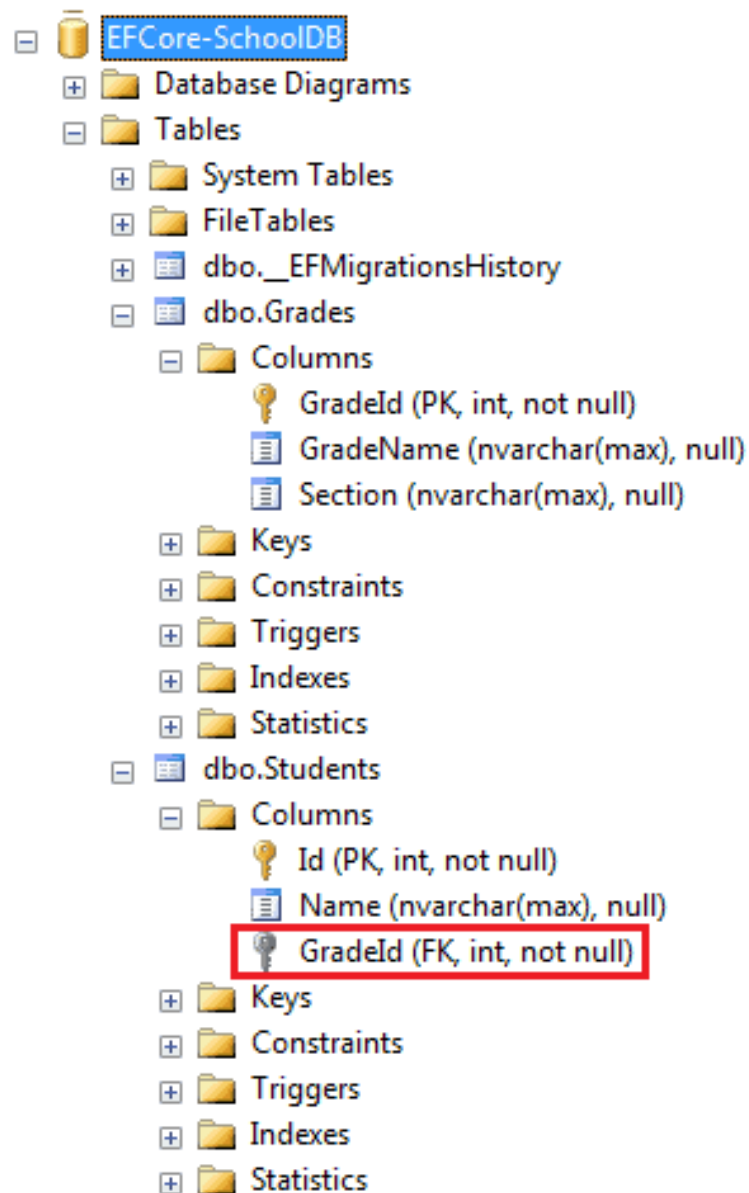 EFCore-SchoolDB
Database Diagrams
Tables
System Tables
FileTables
dbo.__EFMigrationsHistory
dbo.Grades
Columns
GradeId (PK, int, not null)
GradeName (nvarchar(max), null)
Section (nvarchar(max), null)
Keys
Constraints
Triggers
Indexes
Statistics
dbo.Students
Columns
Id (PK, int, not null)
Name (nvarchar(max), null)
GradeId (FK, int, not null)
Keys
Constraints
Triggers
Indexes
Statistics